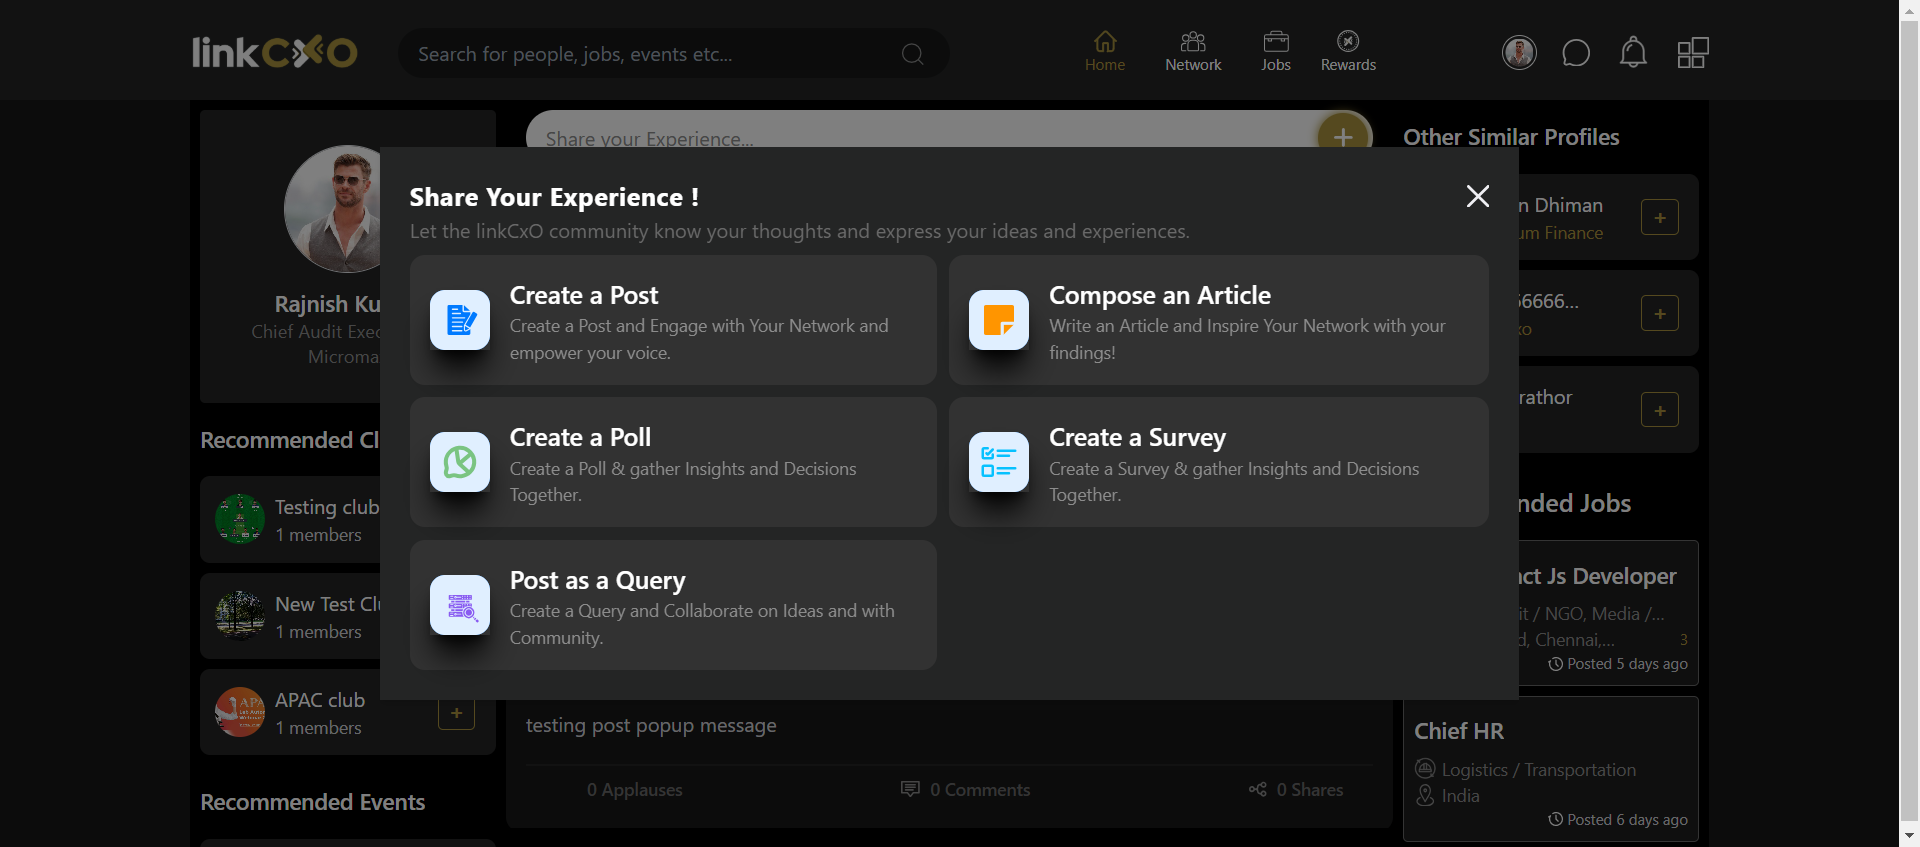 linkCxO
Search for people, jobs, events etc...
Home
Network
Jobs
Rewards
Share your Experience...
Other Similar Profiles
Share Your Experience !
Let the linkCxO community know your thoughts and express your ideas and experiences.
Create a Post
Create a Post and Engage with Your Network and
empower your voice.
Compose an Article
Write an Article and Inspire Your Network with your
findings!
Create a Poll
Create a Poll & gather Insights and Decisions
Together.
Create a Survey
Create a Survey & gather Insights and Decisions
Together.
Post as a Query
Create a Query and Collaborate on Ideas and with
Community.
Rajnish Ku
Chief Audit Exec
Microma
Recommended Cl
Testing club
1 members
New Test Clu
1 members
APAC club
1 members
Recommended Events
testing post popup message
0 Applauses
0 Comments
0 Shares
n Dhiman
um Finance
66666...
xo
rathor
nded Jobs
act Js Developer
it / NGO, Media /...
d, Chennai,...
3
Posted 5 days ago
Chief HR
Logistics / Transportation
India
Posted 6 days ago